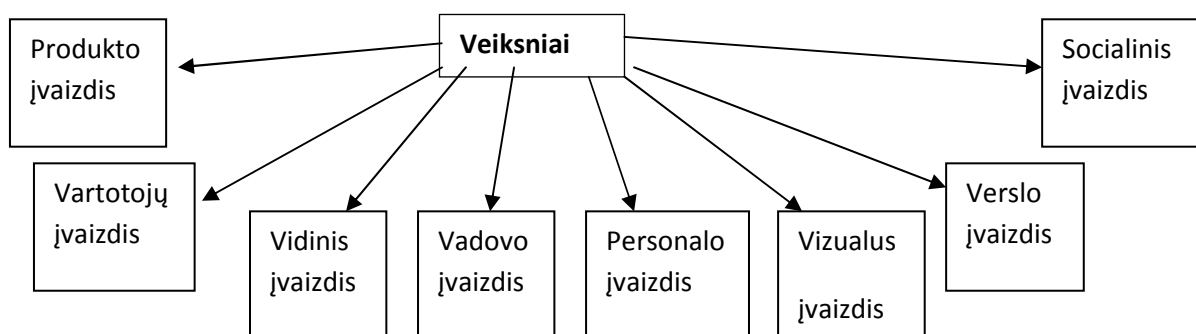 Veiksniai
Produkto
įvaizdis
Socialinis
įvaizdis
Vartotojų
įvaizdis
Vidinis
įvaizdis
Vadovo
įvaizdis
Personalo
įvaizdis
Vizualus
įvaizdis
Verslo
įvaizdis